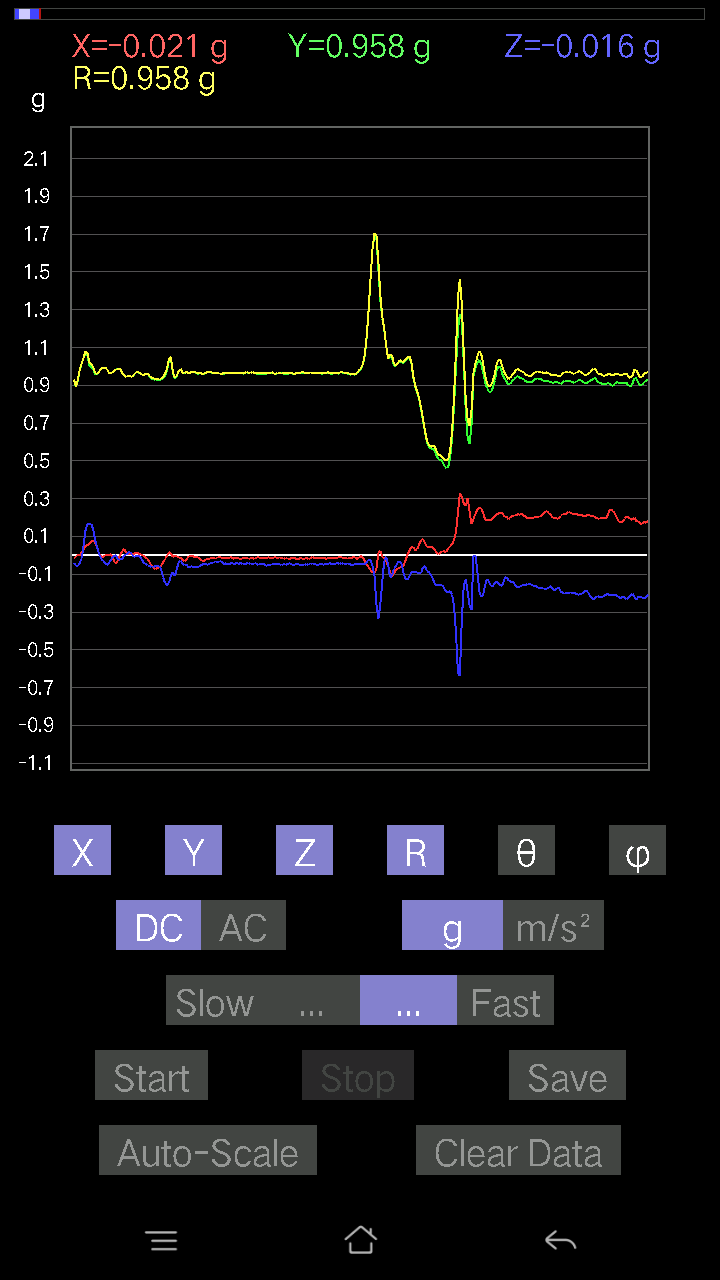 X=-0.021 g Y=0.958 g Z=-0.016 g
R=0.958 g
g
2.1
1.9
1.7
1.5
1.3
1.1
0.9
0.7
0.5
0.3
0.1
-0.1
-0.3
-0.5
-0.7
-0.9
-1.1
X Y Z R θ φ
DC AC g m/s²
Slow ... ... Fast
Start Stop Save
Auto-Scale Clear Data